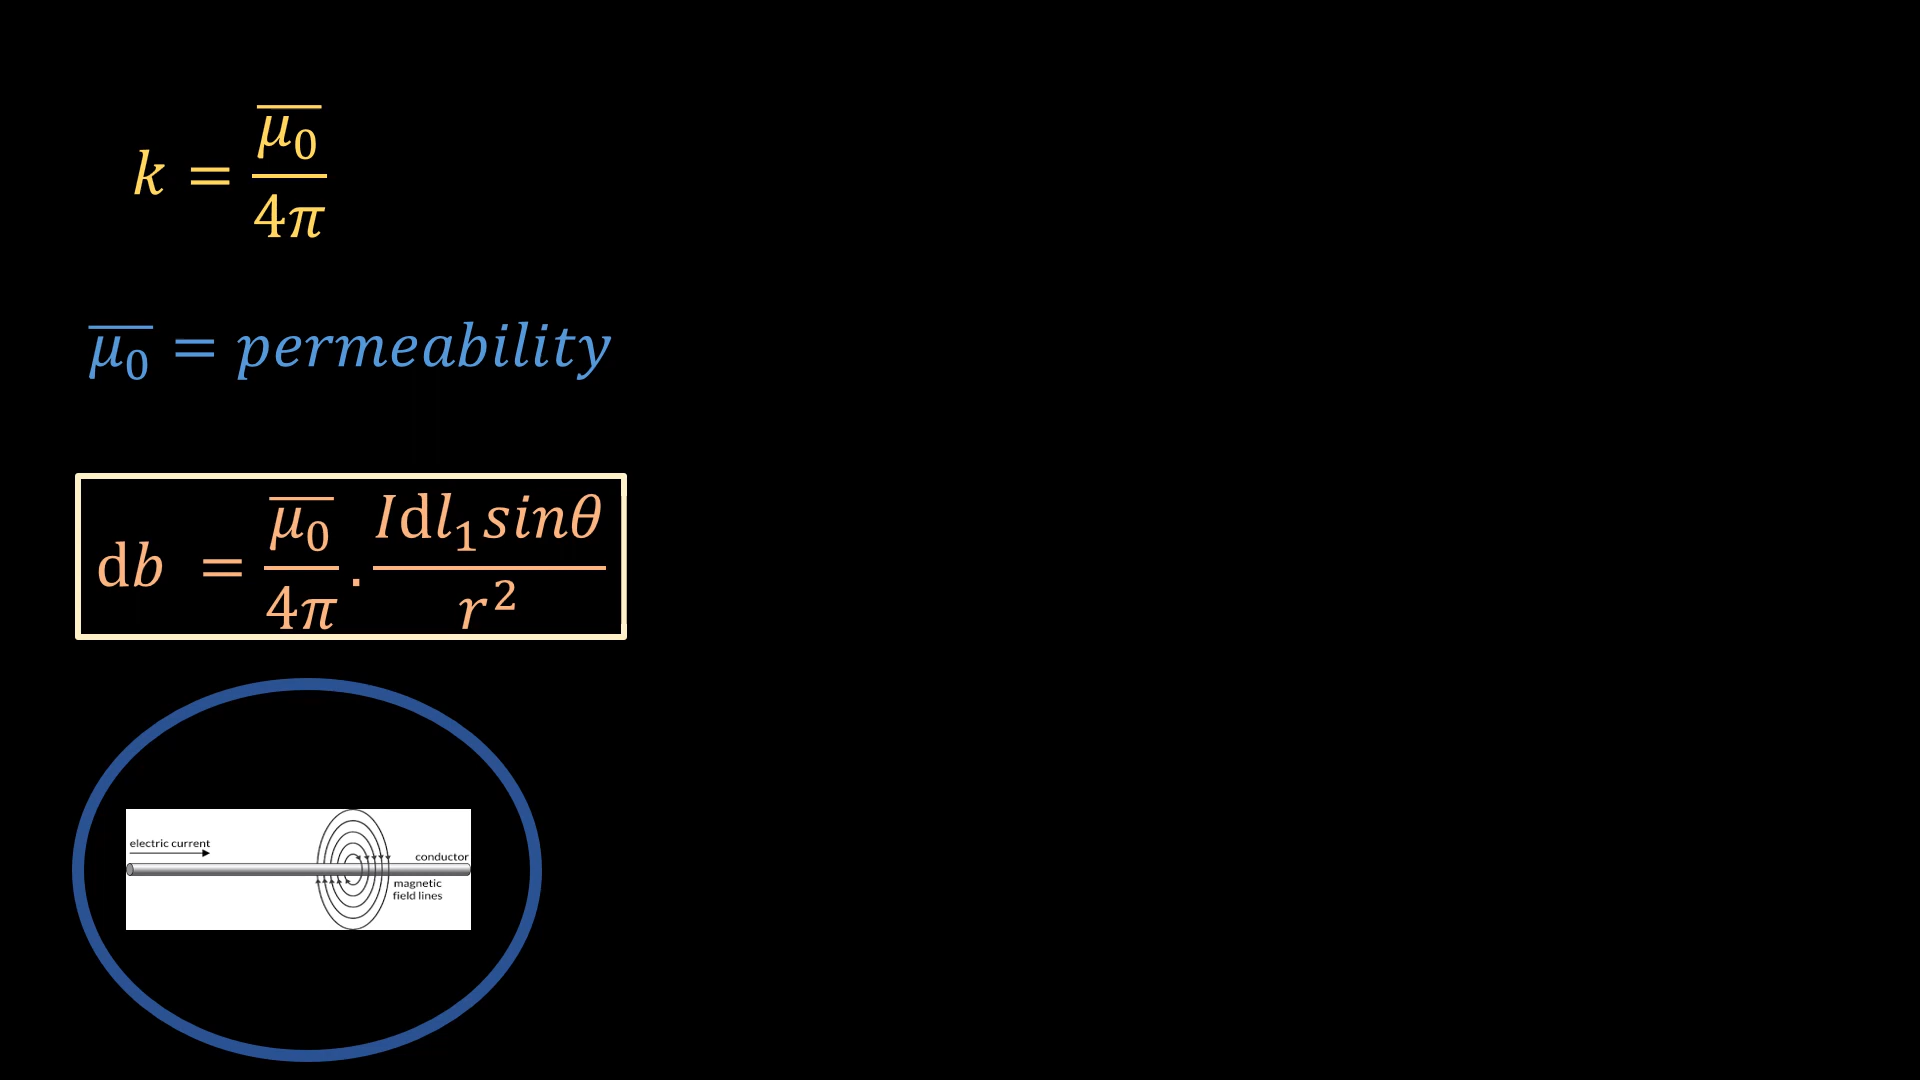 k = μ̅₀/4π
μ̅₀ = permeability
db = μ̅₀/4π . Idl₁sinθ/r²
electric current
conductor
magnetic
field lines